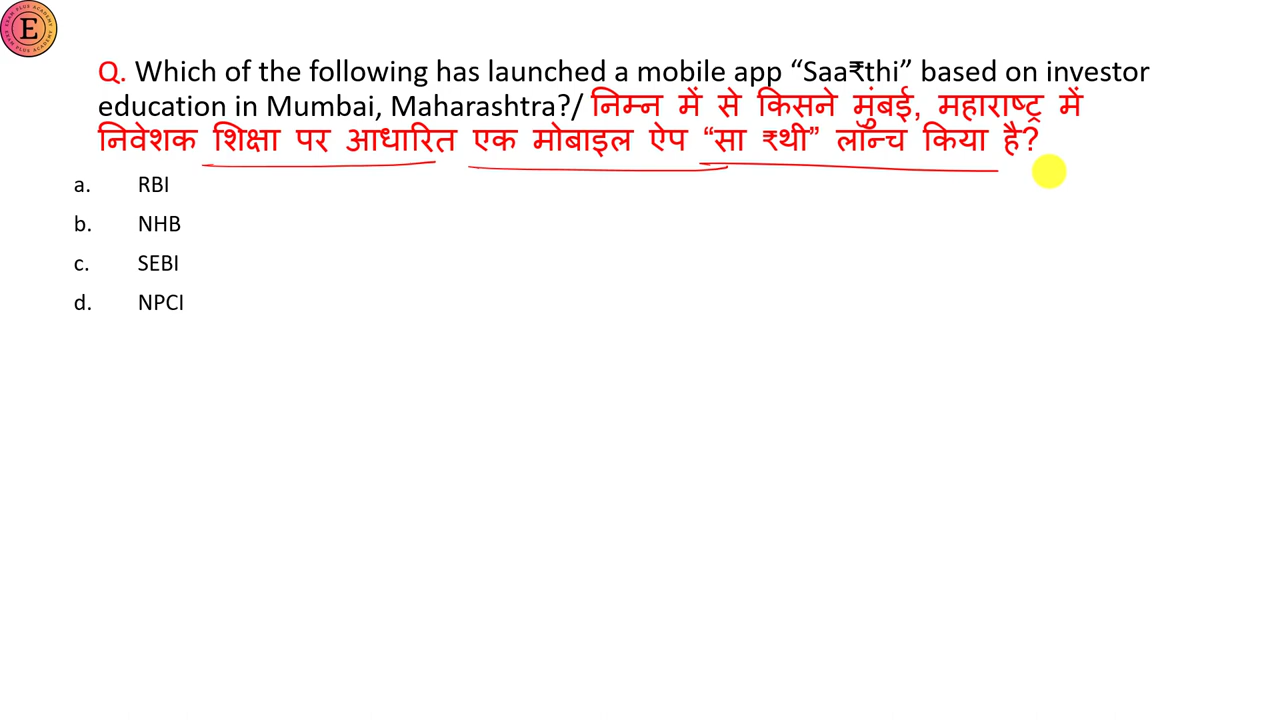 E
Q. Which of the following has launched a mobile app “Saa₹thi” based on investor
education in Mumbai, Maharashtra?/ निम्न में से किसने मुंबई, महाराष्ट्र में
निवेशक शिक्षा पर आधारित एक मोबाइल ऐप “सा ₹थी” लॉन्च किया है?
a. RBI
b. NHB
c. SEBI
d. NPCI